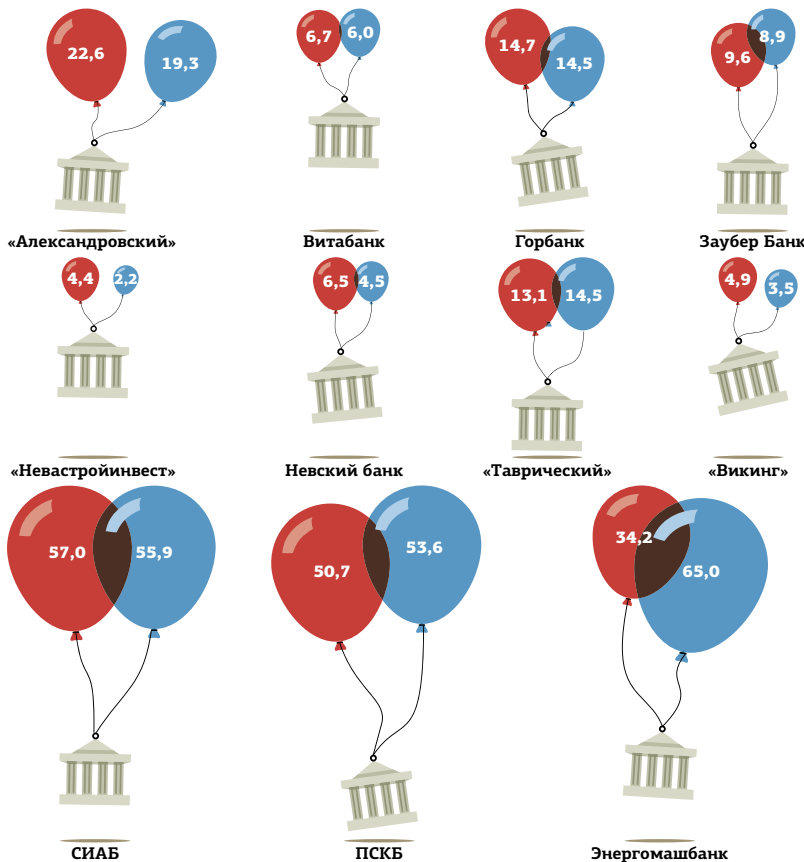 22,6
19,3
«Александровский»
6,7
6,0
Витабанк
14,7
14,5
Горбанк
9,6
8,9
Заубер Банк
4,4
2,2
«Невастройинвест»
6,5
4,5
Невский банк
13,1
14,5
«Таврический»
4,9
3,5
«Викинг»
57,0
55,9
СИАБ
50,7
53,6
ПСКБ
34,2
65,0
Энергомашбанк